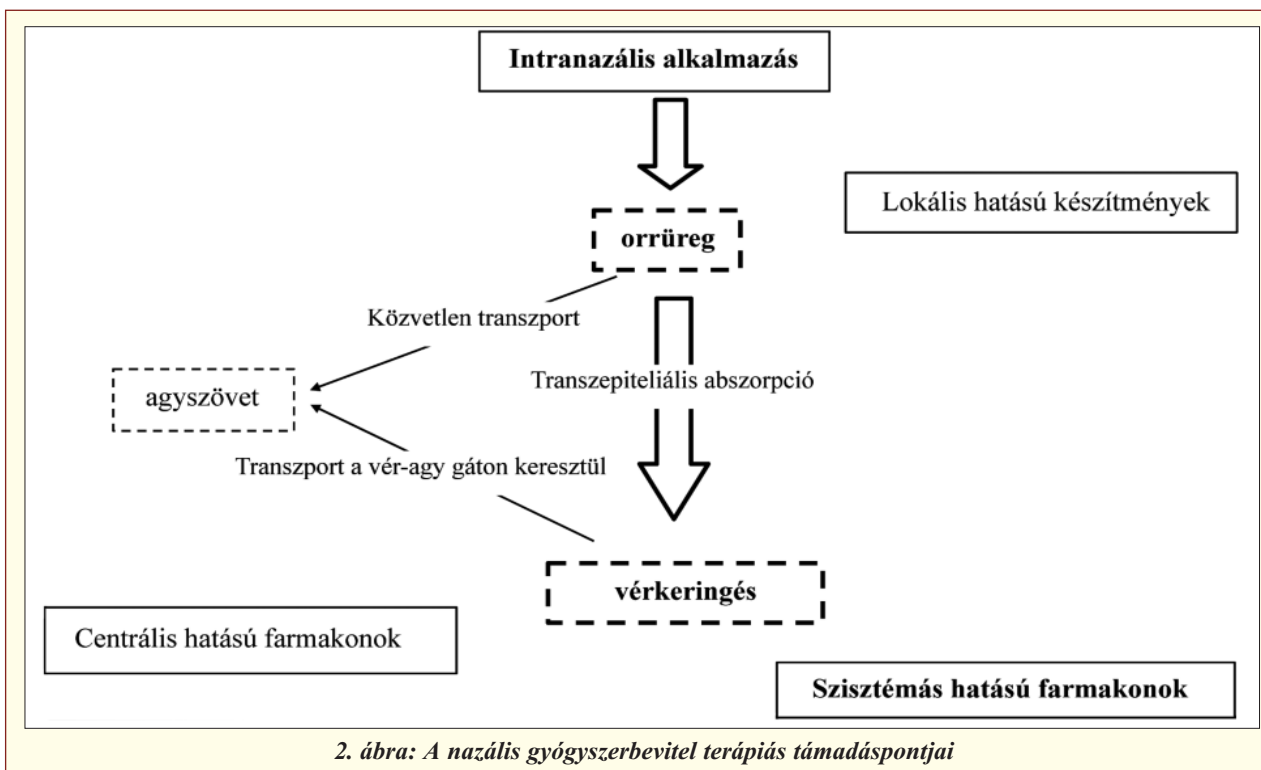 Intranazális alkalmazás
Lokális hatású készítmények
orrüreg
Közvetlen transzport
Transzepiteliális abszorpció
agyszövet
Transzport a vér-agy gáton keresztül
vérkeringés
Centrális hatású farmakonok
Szisztémás hatású farmakonok
2. ábra: A nazális gyógyszerbevitel terápiás támadáspontjai